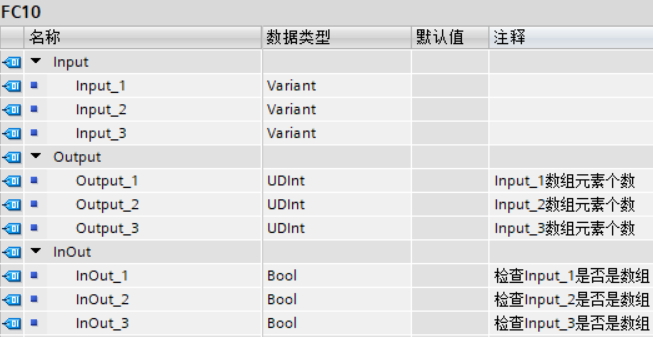 FC10
名称 数据类型 默认值 注释
Input
Input_1 Variant
Input_2 Variant
Input_3 Variant
Output
Output_1 UDInt Input_1数组元素个数
Output_2 UDInt Input_2数组元素个数
Output_3 UDInt Input_3数组元素个数
InOut
InOut_1 Bool 检查Input_1是否是数组
InOut_2 Bool 检查Input_2是否是数组
InOut_3 Bool 检查Input_3是否是数组